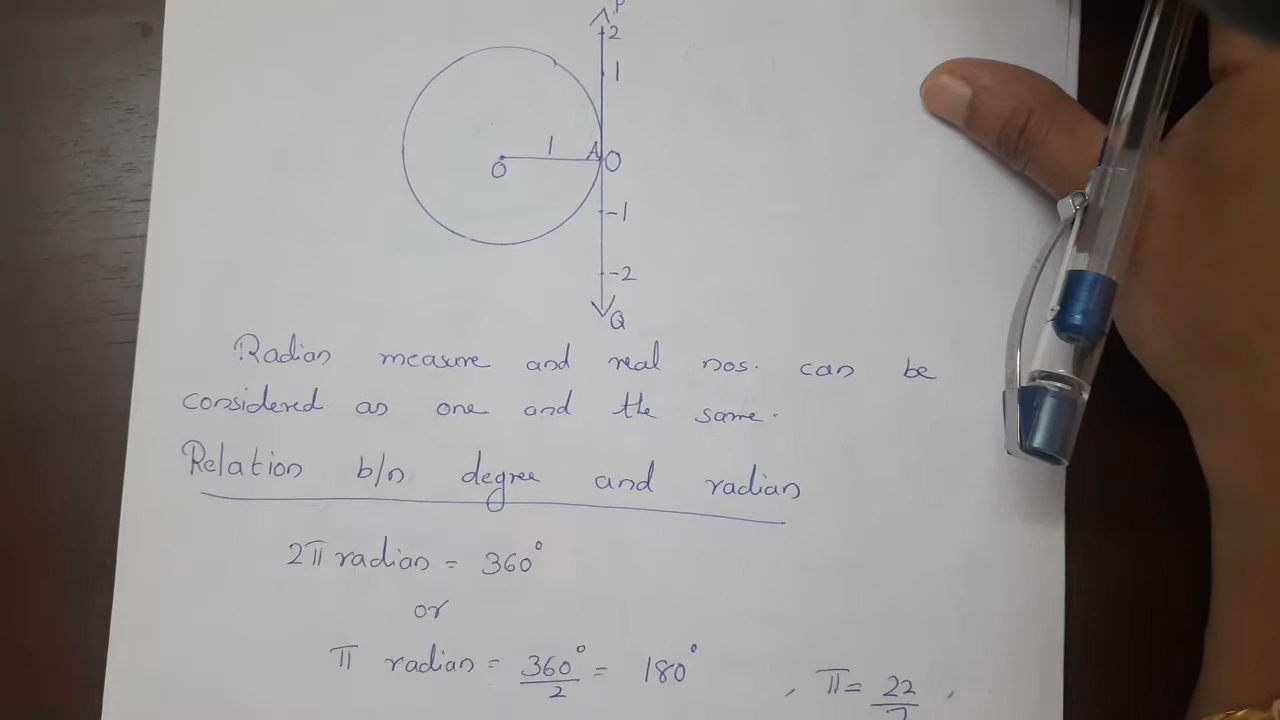 P
2
1
1
A
O
O
-1
-2
Q
Radian measure and real nos. can be
considered as one and the same.
Relation b/n degree and radian
2π radian = 360°
or
π radian = 360°/2 = 180° , π = 22/7 ,